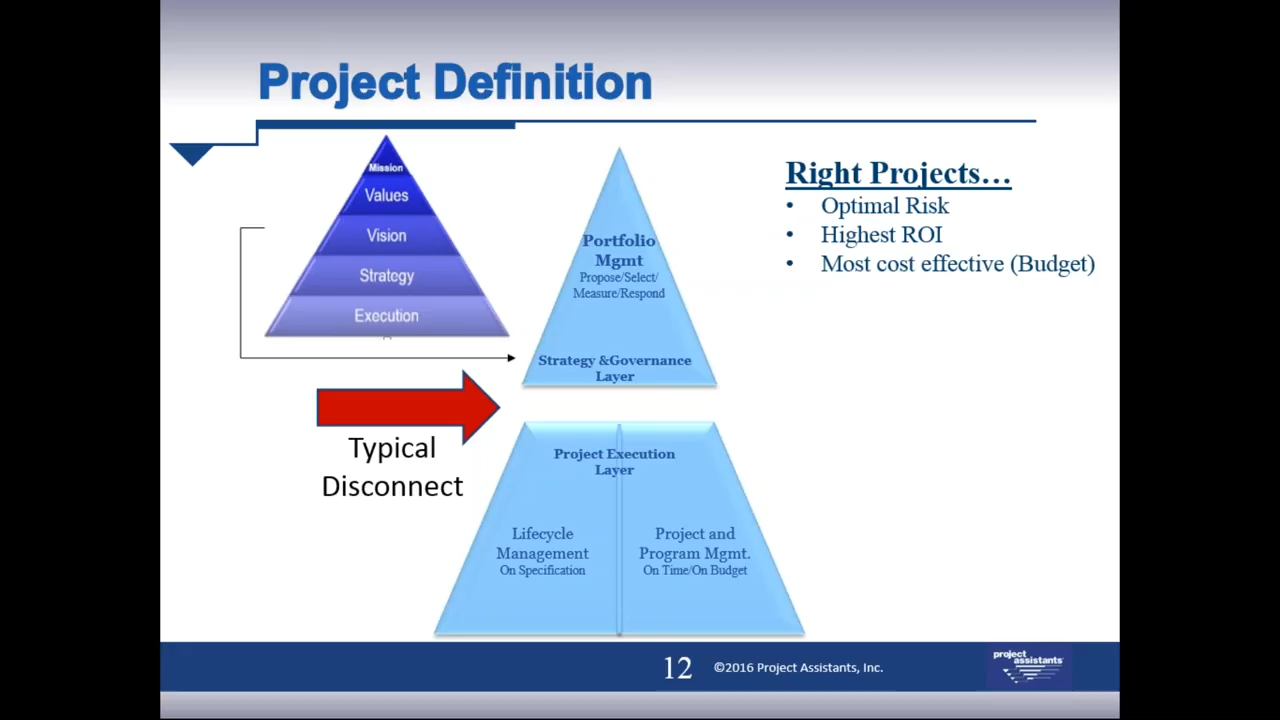 Project Definition
Mission
Values
Vision
Strategy
Execution
Typical
Disconnect
Portfolio
Mgmt
Propose/Select/
Measure/Respond
Strategy &Governance
Layer
Project Execution
Layer
Lifecycle
Management
On Specification
Project and
Program Mgmt.
On Time/On Budget
Right Projects…
• Optimal Risk
• Highest ROI
• Most cost effective (Budget)
12
©2016 Project Assistants, Inc.
project
assistants